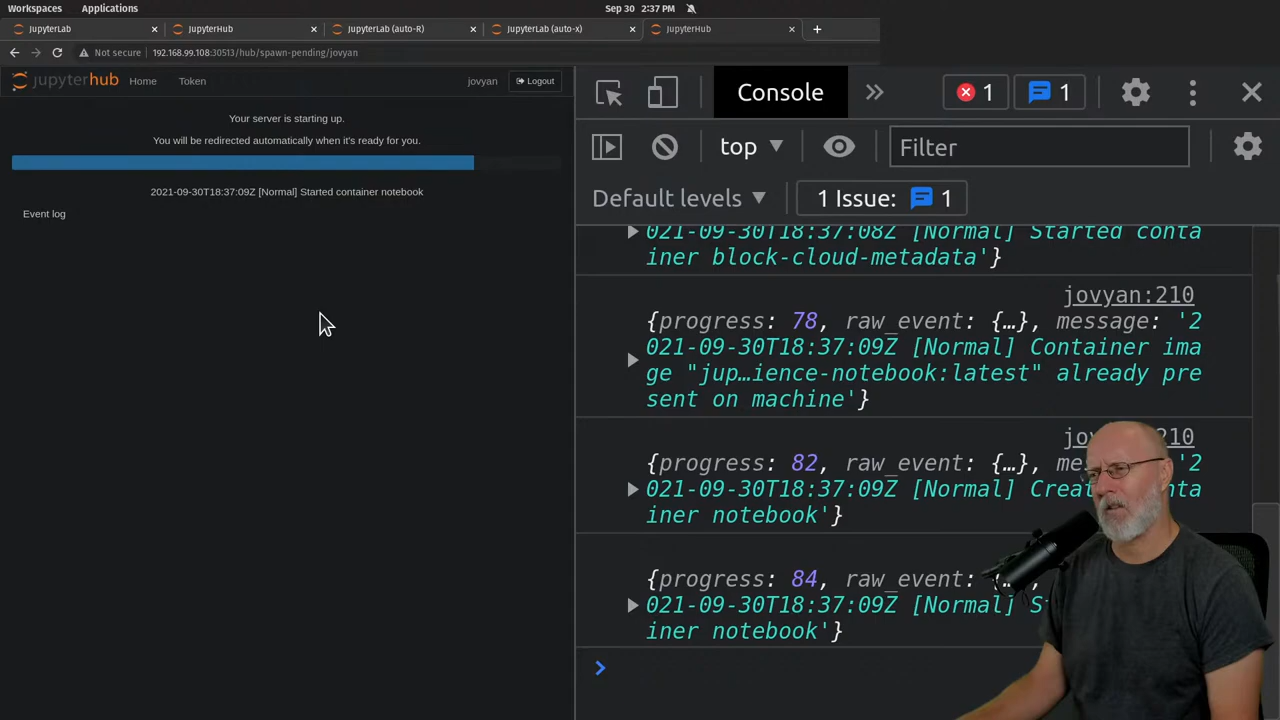 Workspaces Applications Sep 30 2:37 PM
JupyterLab JupyterHub JupyterLab (auto-R) JupyterLab (auto-x) JupyterHub
Not secure 192.168.99.108:30513/hub/spawn-pending/jovyan
jupyterhub Home Token jovyan Logout
Your server is starting up.
You will be redirected automatically when it's ready for you.
2021-09-30T18:37:09Z [Normal] Started container notebook
Event log
Console 1 1
top Filter
Default levels 1 Issue: 1
021-09-30T18:37:08Z [Normal] Started conta
iner block-cloud-metadata'}
jovyan:210
{progress: 78, raw_event: {…}, message: '2
021-09-30T18:37:09Z [Normal] Container ima
ge "jup…ience-notebook:latest" already pre
sent on machine'}
{progress: 82, raw_event: {…}, '2
021-09-30T18:37:09Z [Normal]
iner notebook'}
{progress: 84, raw_event:
021-09-30T18:37:09Z [Normal]
iner notebook'}